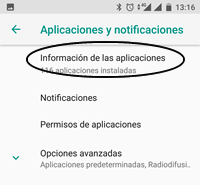 13:16
Aplicaciones y notificaciones
Información de las aplicaciones
116 aplicaciones instaladas
Notificaciones
Permisos de aplicaciones
Opciones avanzadas
Aplicaciones predeterminadas, Radiodifusi..